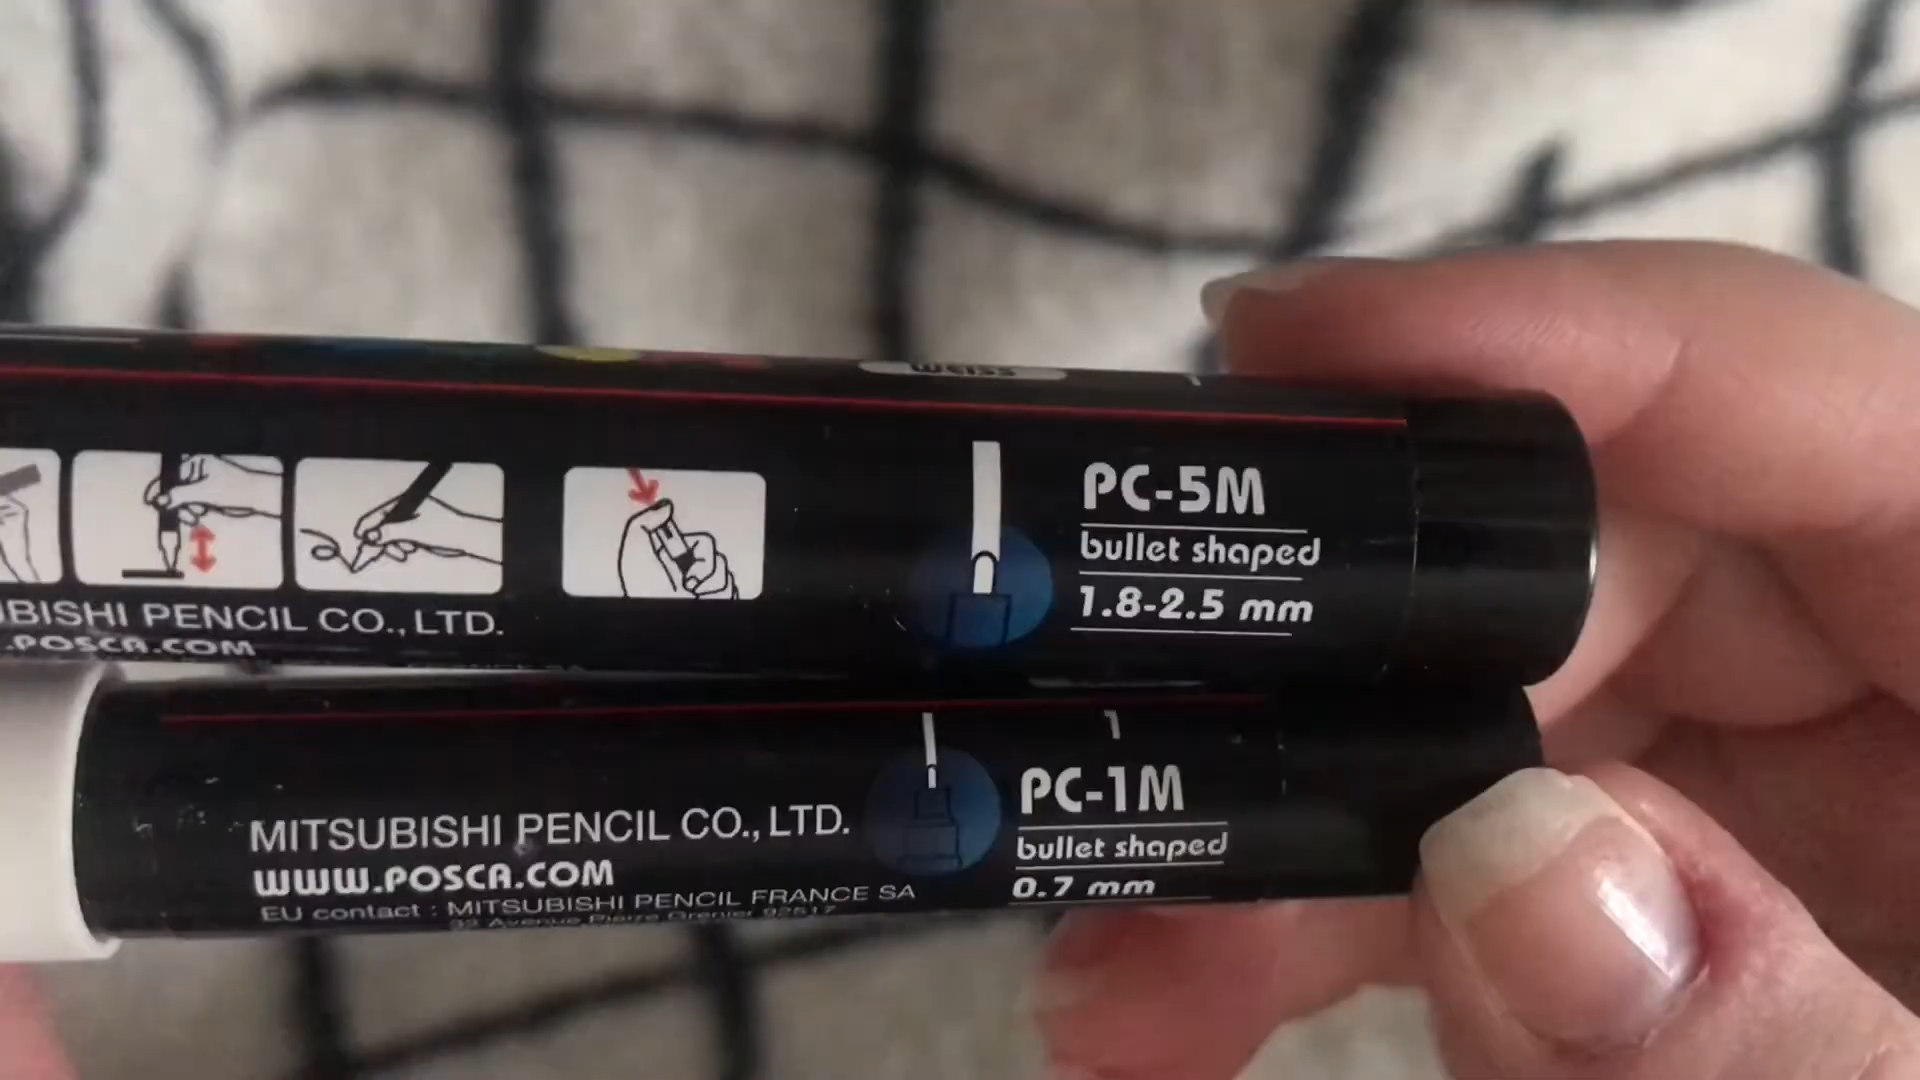 WEISS
PC-5M
bullet shaped
1.8-2.5 mm
BISHI PENCIL CO., LTD.
.POSCA.COM
1
PC-1M
bullet shaped
0.7 mm
MITSUBISHI PENCIL CO., LTD.
WWW.POSCA.COM
EU contact : MITSUBISHI PENCIL FRANCE SA